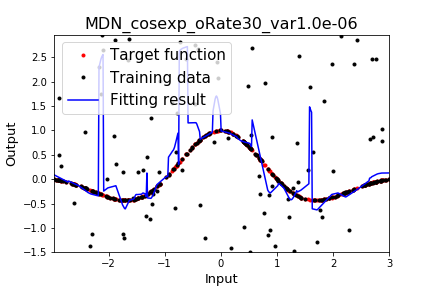 MDN_cosexp_oRate30_var1.0e-06
Target function
Training data
Fitting result
2.5
2.0
1.5
1.0
0.5
0.0
−0.5
−1.0
−1.5
Output
−2
−1
0
1
2
3
Input